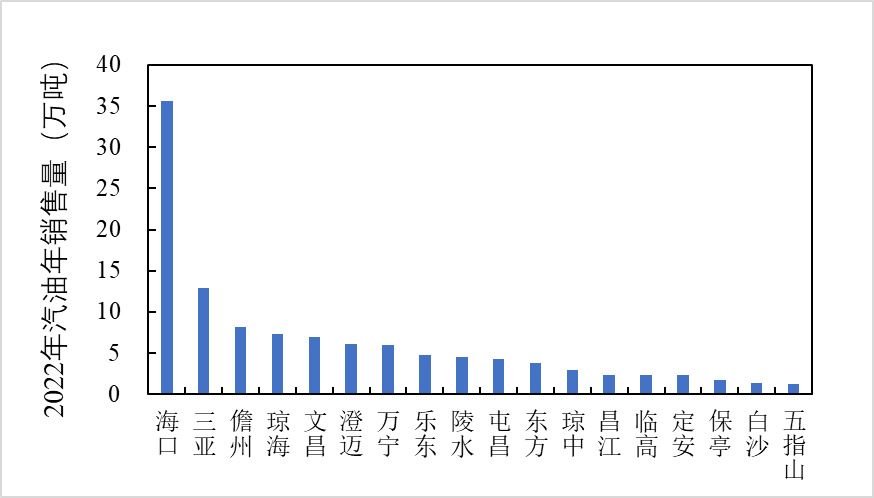 2022年汽油年销售量（万吨）
40
35
30
25
20
15
10
5
0
海口
三亚
儋州
琼海
文昌
澄迈
万宁
乐东
陵水
屯昌
东方
琼中
昌江
临高
定安
保亭
白沙
五指山